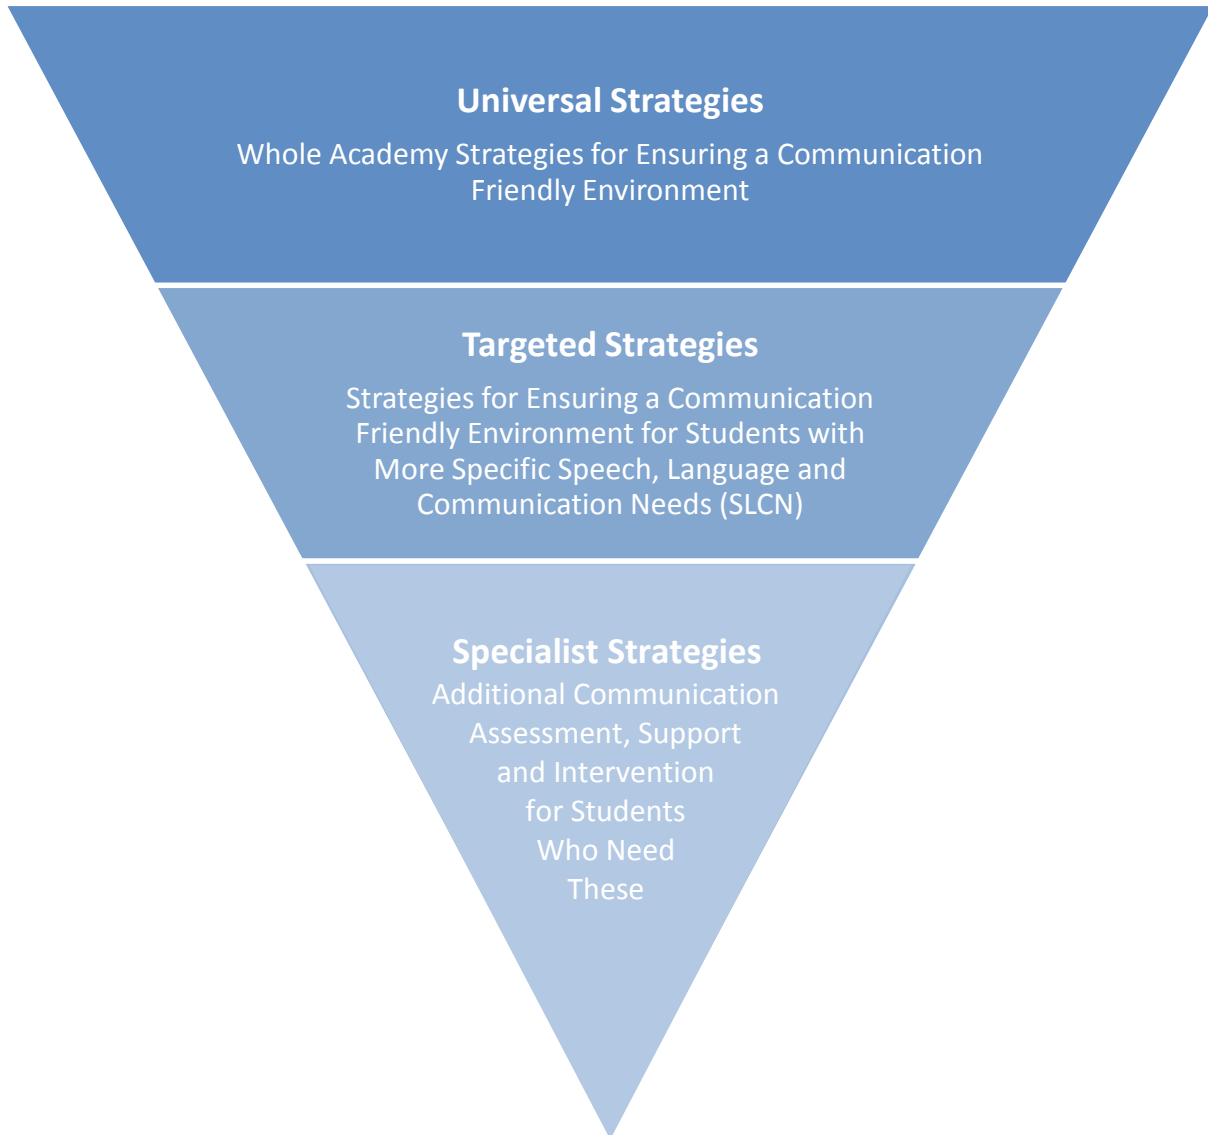 Universal Strategies
Whole Academy Strategies for Ensuring a Communication
Friendly Environment
Targeted Strategies
Strategies for Ensuring a Communication
Friendly Environment for Students with
More Specific Speech, Language and
Communication Needs (SLCN)
Specialist Strategies
Additional Communication
Assessment, Support
and Intervention
for Students
Who Need
These